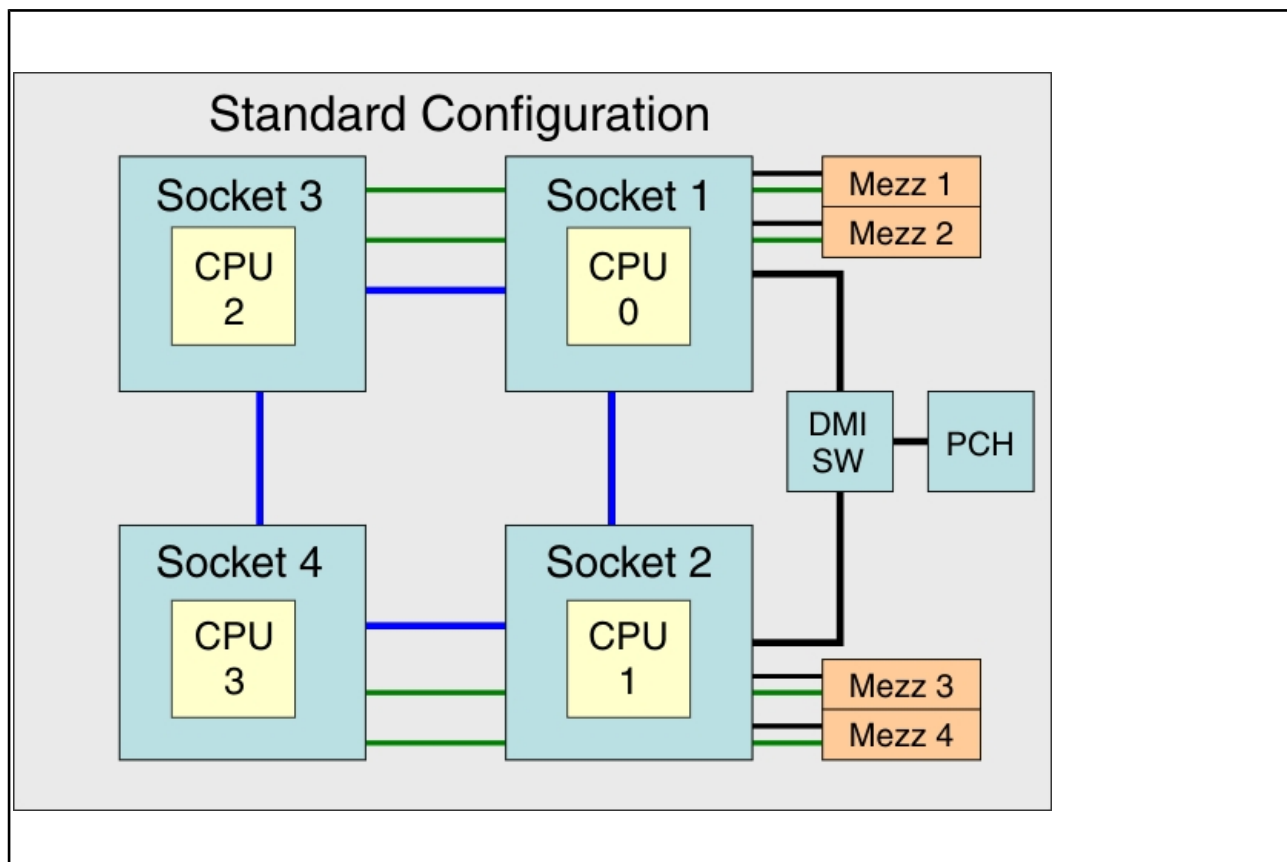 Standard Configuration
Socket 3
CPU
2
Socket 1
CPU
0
Mezz 1
Mezz 2
DMI
SW
PCH
Socket 4
CPU
3
Socket 2
CPU
1
Mezz 3
Mezz 4